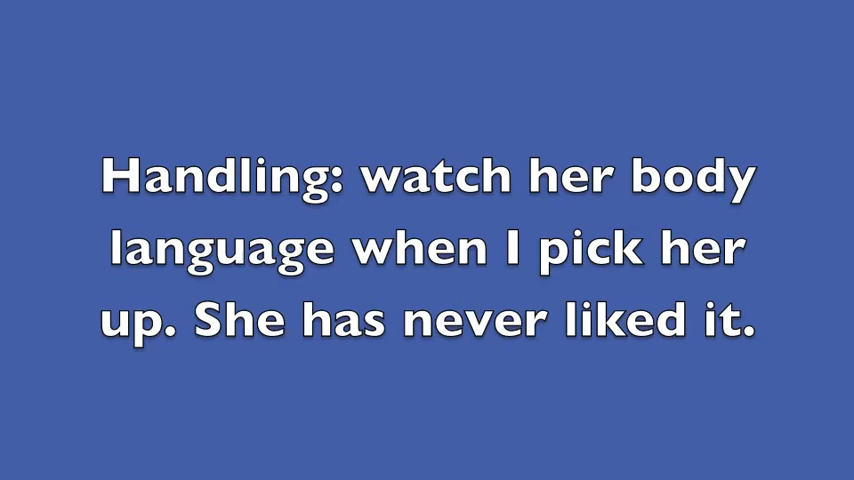 Handling: watch her body
language when I pick her
up. She has never liked it.